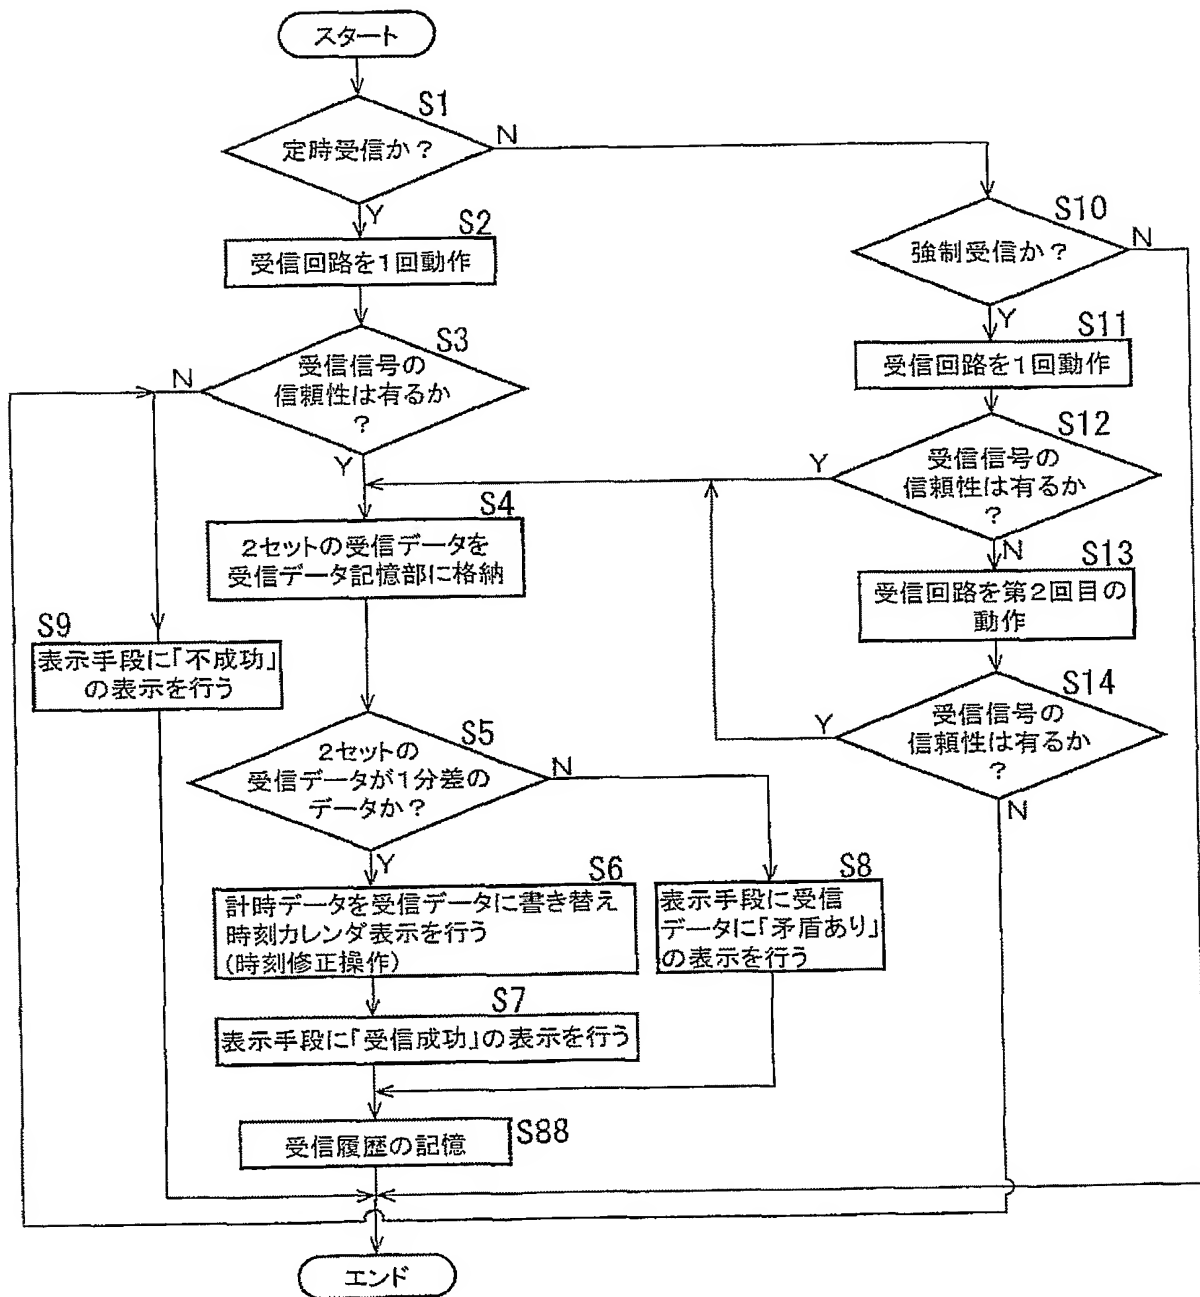 スタート
S1
定時受信か?
N
Y
S2
受信回路を1回動作
S3
受信信号の
信頼性は有るか
?
N
Y
S4
2セットの受信データを
受信データ記憶部に格納
S9
表示手段に「不成功」
の表示を行う
S5
2セットの
受信データが1分差の
データか?
N
Y
S6
計時データを受信データに書き替え
時刻カレンダ表示を行う
(時刻修正操作)
S7
表示手段に「受信成功」の表示を行う
S8
表示手段に受信
データに「矛盾あり」
の表示を行う
S88
受信履歴の記憶
エンド
S10
強制受信か?
N
Y
S11
受信回路を1回動作
S12
受信信号の
信頼性は有るか
?
Y
N
S13
受信回路を第2回目の
動作
S14
受信信号の
信頼性は有るか
?
Y
N